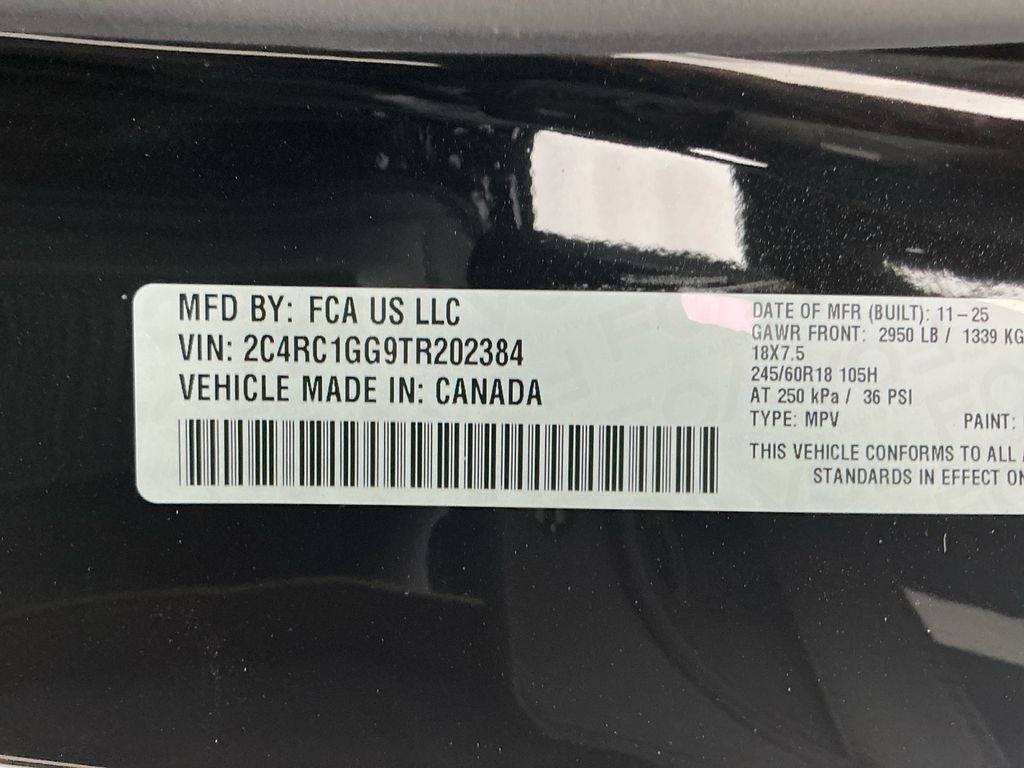 MFD BY: FCA US LLC
VIN: 2C4RC1GG9TR202384
VEHICLE MADE IN: CANADA
DATE OF MFR (BUILT): 11-25
GAWR FRONT: 2950 LB / 1339 KG
18X7.5
245/60R18 105H
AT 250 kPa / 36 PSI
TYPE: MPV PAINT:
THIS VEHICLE CONFORMS TO ALL
STANDARDS IN EFFECT ON